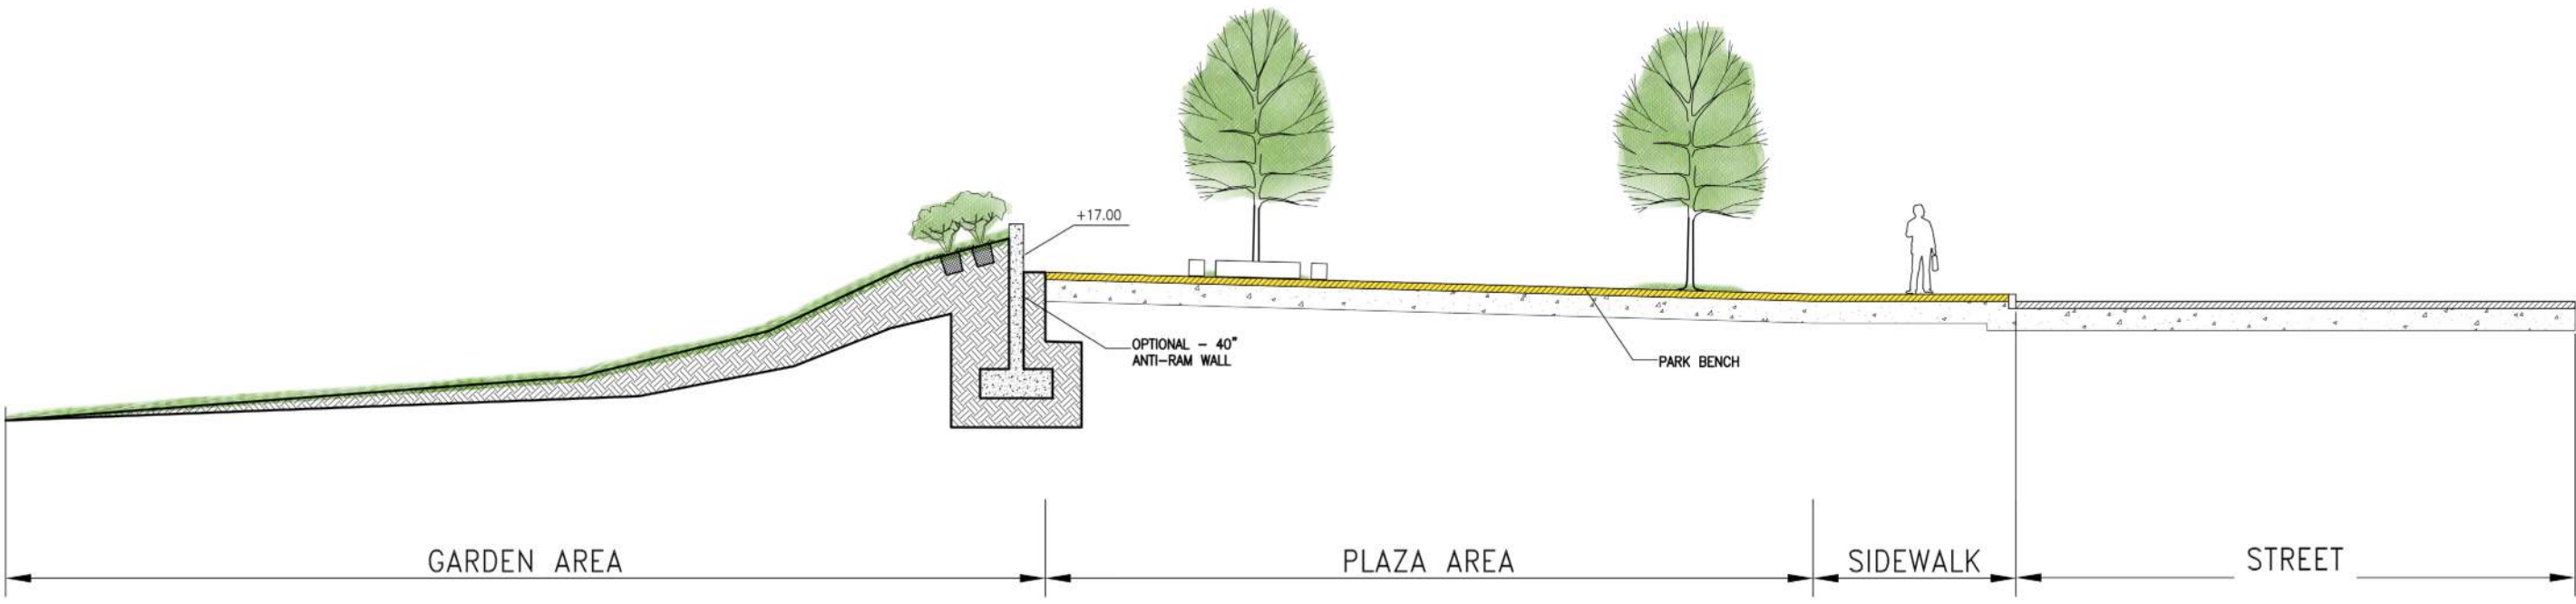 +17.00
OPTIONAL - 40"
ANTI-RAM WALL
PARK BENCH
GARDEN AREA
PLAZA AREA
SIDEWALK
STREET